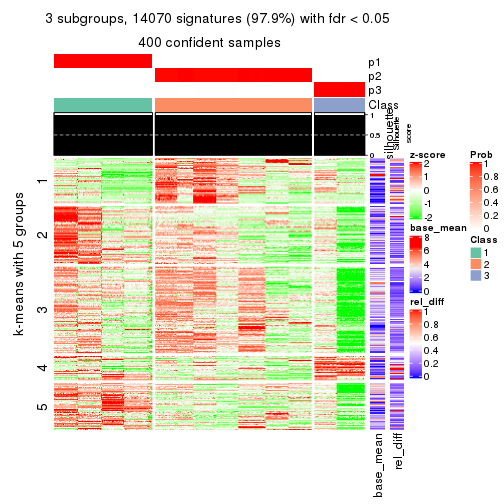 3 subgroups, 14070 signatures (97.9%) with fdr < 0.05
400 confident samples
p1
p2
p3
Class
1
0.5
0
silhouette
Silhouette
score
k-means with 5 groups
1
2
3
4
5
base_mean
rel_diff
z-score
2
1
0
-1
-2
base_mean
8
6
4
2
0
rel_diff
1
0.8
0.6
0.4
0.2
0
Prob
1
0.8
0.6
0.4
0.2
0
Class
1
2
3